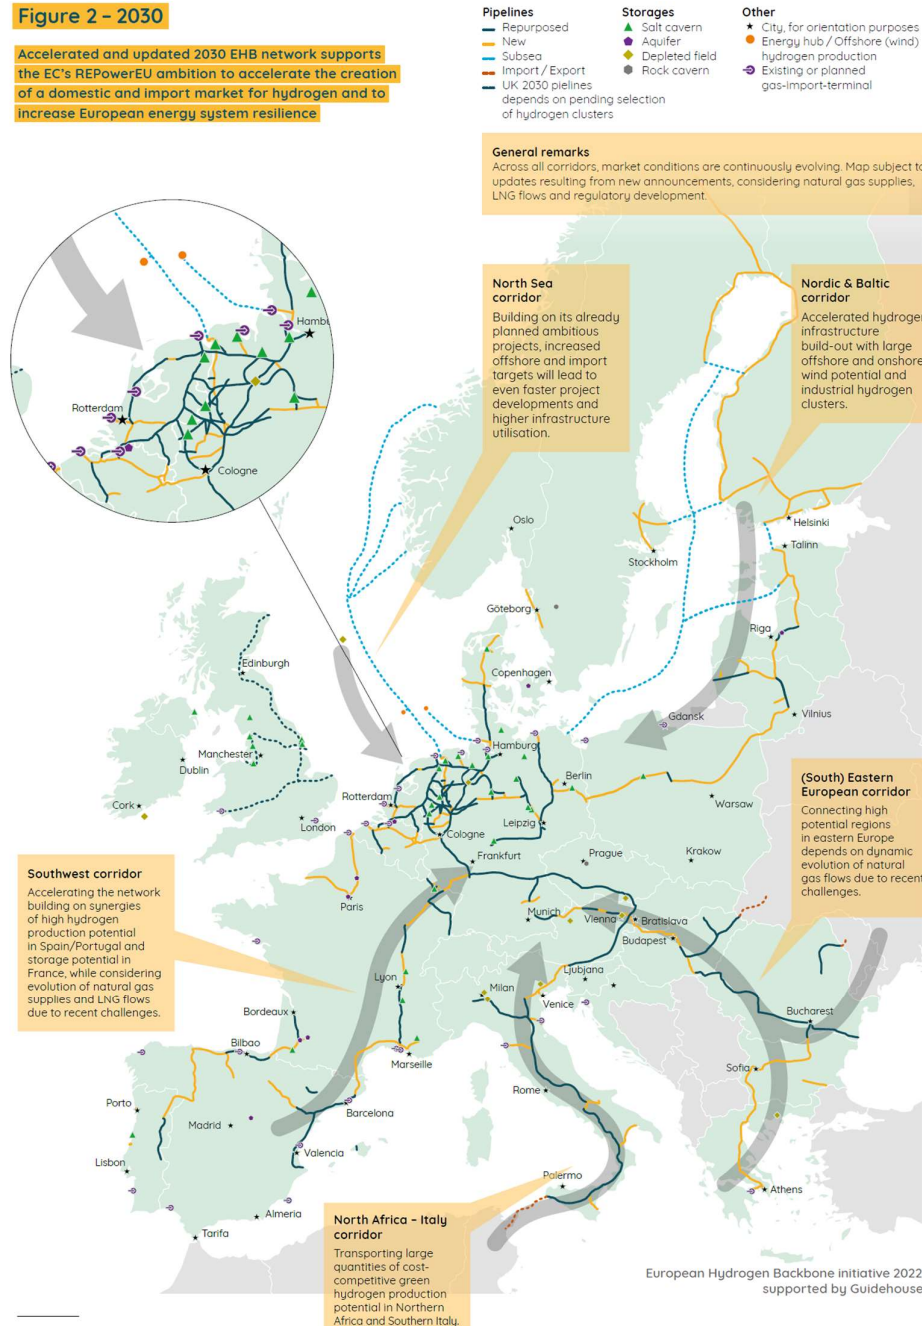 Figure 2 – 2030
Accelerated and updated 2030 EHB network supports
the EC's REPowerEU ambition to accelerate the creation
of a domestic and import market for hydrogen and to
increase European energy system resilience
Pipelines
Repurposed
New
Subsea
Import / Export
UK 2030 pielines
depends on pending selection
of hydrogen clusters
Storages
Salt cavern
Aquifer
Depleted field
Rock cavern
Other
City, for orientation purposes
Energy hub / Offshore (wind)
hydrogen production
Existing or planned
gas-import-terminal
General remarks
Across all corridors, market conditions are continuously evolving. Map subject to
updates resulting from new announcements, considering natural gas supplies,
LNG flows and regulatory development.
North Sea
corridor
Building on its already
planned ambitious
projects, increased
offshore and import
targets will lead to
even faster project
developments and
higher infrastructure
utilisation.
Nordic & Baltic
corridor
Accelerated hydrogen
infrastructure
build-out with large
offshore and onshore
wind potential and
industrial hydrogen
clusters.
Hambu
Rotterdam
Cologne
Oslo
Helsinki
Stockholm
Talinn
Göteborg
Riga
Edinburgh
Copenhagen
Gdansk
Vilnius
Manchester
Dublin
Hamburg
Berlin
Warsaw
Cork
London
Rotterdam
Leipzig
Cologne
Frankfurt
Prague
Krakow
(South) Eastern
European corridor
Connecting high
potential regions
in eastern Europe
depends on dynamic
evolution of natural
gas flows due to recent
challenges.
Southwest corridor
Accelerating the network
building on synergies
of high hydrogen
production potential
in Spain/Portugal and
storage potential in
France, while considering
evolution of natural gas
supplies and LNG flows
due to recent challenges.
Paris
Munich
Vienna
Bratislava
Budapest
Lyon
Milan
Ljubjana
Venice
Bordeaux
Bilbao
Marseille
Bucharest
Sofia
Porto
Madrid
Barcelona
Rome
Lisbon
Valencia
Palermo
Athens
Almeria
Tarifa
North Africa – Italy
corridor
Transporting large
quantities of cost-
competitive green
hydrogen production
potential in Northern
Africa and Southern Italy.
European Hydrogen Backbone initiative 2022,
supported by Guidehouse